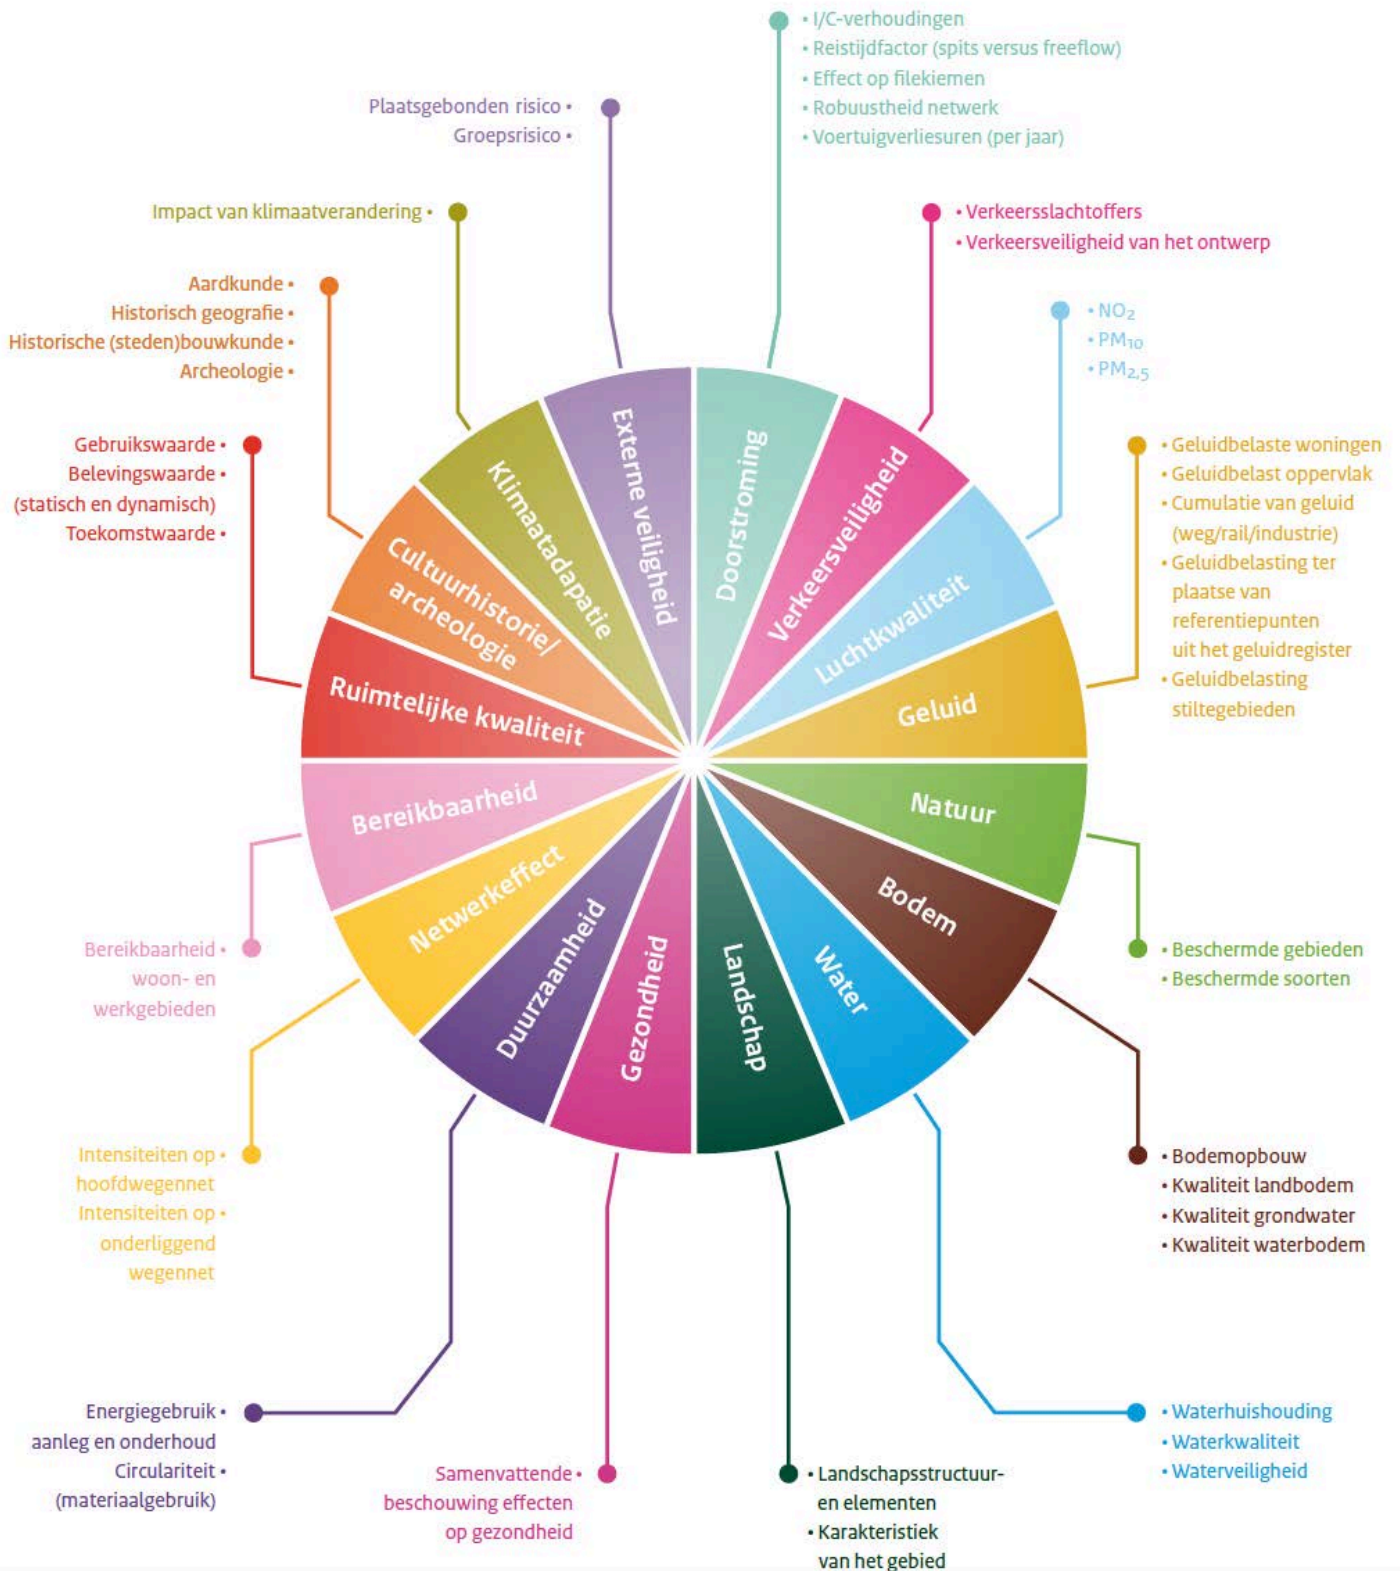 • I/C-verhoudingen
• Reistijdfactor (spits versus freeflow)
• Effect op filekiemen
• Robuustheid netwerk
• Voertuigverliesuren (per jaar)
Plaatsgebonden risico •
Groepsrisico •
Impact van klimaatverandering •
• Verkeersslachtoffers
• Verkeersveiligheid van het ontwerp
Aardkunde •
Historisch geografie •
Historische (steden)bouwkunde •
Archeologie •
• NO₂
• PM₁₀
• PM₂,₅
Gebruikswaarde •
Belevingswaarde •
(statisch en dynamisch)
Toekomstwaarde •
• Geluidbelaste woningen
• Geluidbelast oppervlak
• Cumulatie van geluid
(weg/rail/industrie)
• Geluidbelasting ter
plaatse van
referentiepunten
uit het geluidregister
• Geluidbelasting
stiltegebieden
Doorstroming
Verkeersveiligheid
Luchtkwaliteit
Geluid
Natuur
Bodem
Water
Landschap
Gezondheid
Duurzaamheid
Netwerkeffect
Bereikbaarheid
Ruimtelijke kwaliteit
Cultuurhistorie/
archeologie
Klimaatadapatie
Externe veiligheid
Bereikbaarheid •
woon- en
werkgebieden
• Beschermde gebieden
• Beschermde soorten
Intensiteiten op •
hoofdwegennet
Intensiteiten op •
onderliggend
wegennet
• Bodemopbouw
• Kwaliteit landbodem
• Kwaliteit grondwater
• Kwaliteit waterbodem
Energiegebruik •
aanleg en onderhoud
Circulariteit •
(materiaalgebruik)
Samenvattende •
beschouwing effecten
op gezondheid
• Landschapsstructuur-
en elementen
• Karakteristiek
van het gebied
• Waterhuishouding
• Waterkwaliteit
• Waterveiligheid